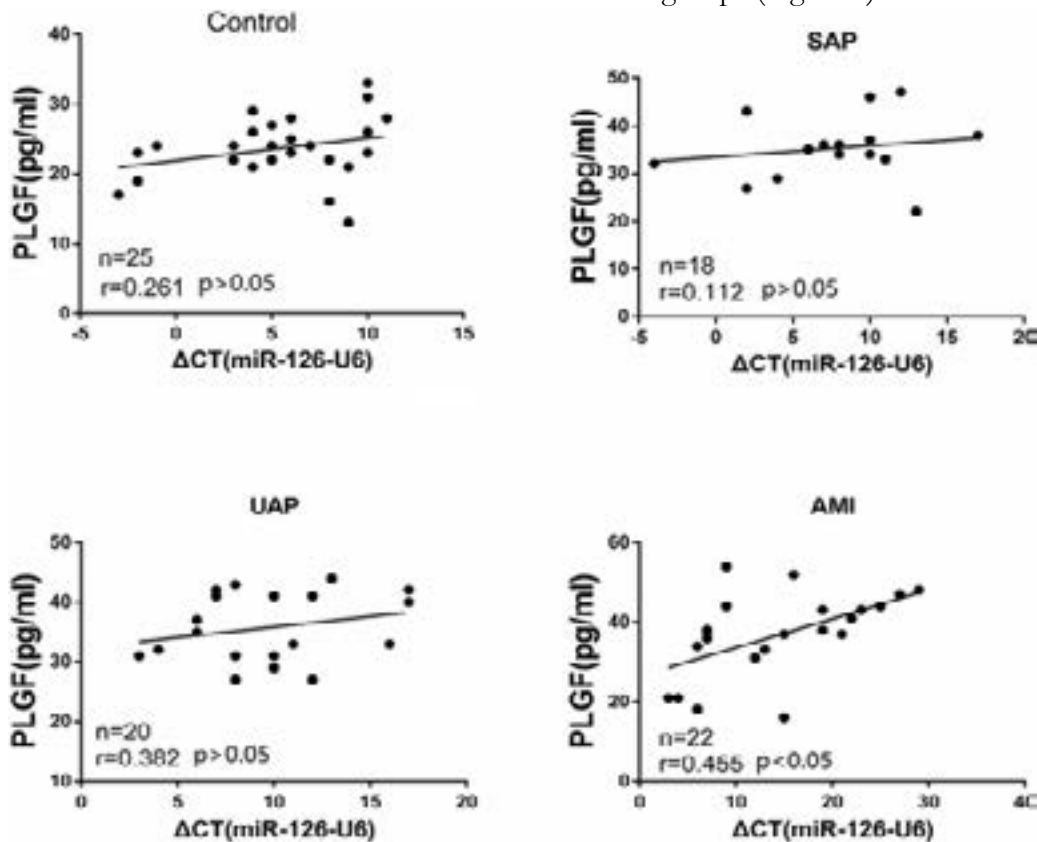 Control
PLGF(pg/ml)
40
30
20
10
0
n=25
r=0.261 p>0.05
-5 0 5 10 15
ΔCT(miR-126-U6)
SAP
PLGF(pg/ml)
50
40
30
20
10
0
n=18
r=0.112 p>0.05
-5 0 5 10 15 20
ΔCT(miR-126-U6)
UAP
PLGF(pg/ml)
50
40
30
20
10
n=20
r=0.382 p>0.05
0 5 10 15 20
ΔCT(miR-126-U6)
AMI
PLGF(pg/ml)
60
40
20
0
n=22
r=0.455 p<0.05
0 10 20 30 40
ΔCT(miR-126-U6)